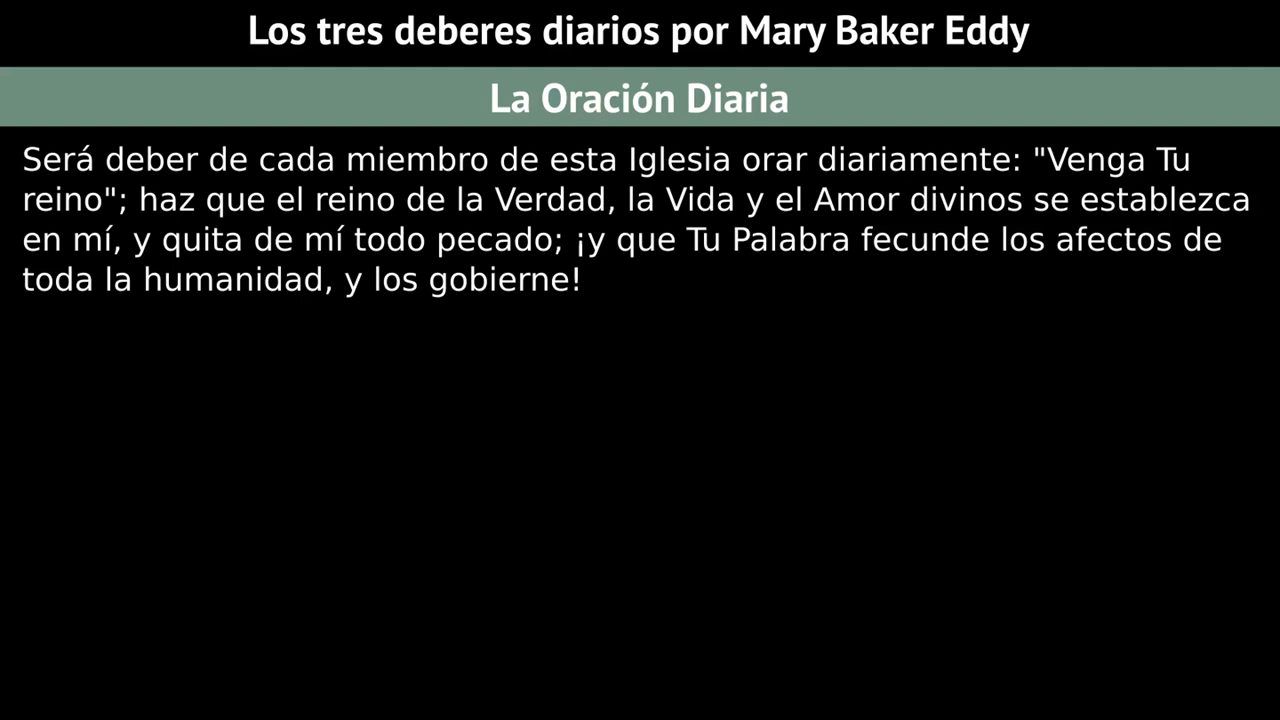 Los tres deberes diarios por Mary Baker Eddy
La Oración Diaria
Será deber de cada miembro de esta Iglesia orar diariamente: "Venga Tu
reino"; haz que el reino de la Verdad, la Vida y el Amor divinos se establezca
en mí, y quita de mí todo pecado; ¡y que Tu Palabra fecunde los afectos de
toda la humanidad, y los gobierne!